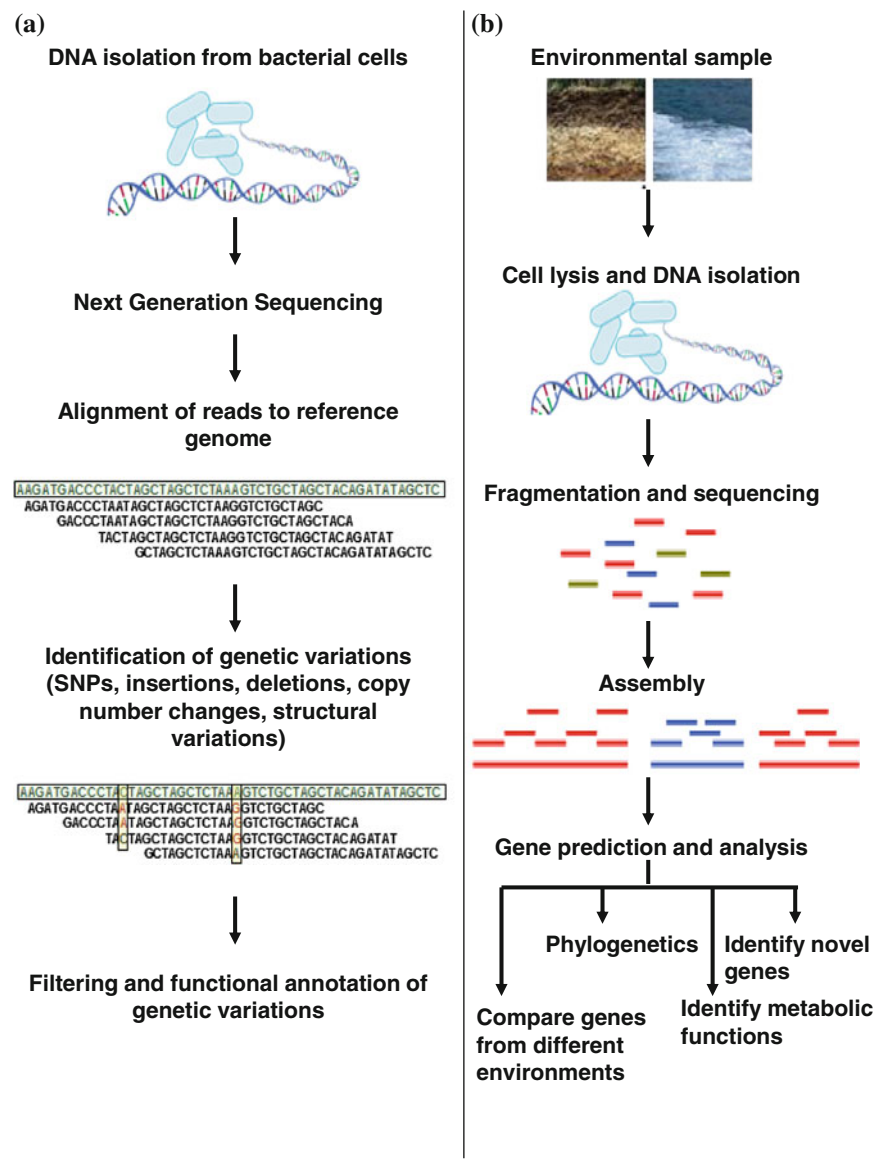 (a)
DNA isolation from bacterial cells
Next Generation Sequencing
Alignment of reads to reference
genome
AAGATGACCCTACTAGCTAGCTCTAAAGTCTGCTAGCTACAGATATAGCTC
AGATGACCCTAATAGCTAGCTCTAAGGTCTGCTAGC
GACCCTAATAGCTAGCTCTAAGGTCTGCTAGCTACA
TACTAGCTAGCTCTAAGGTCTGCTAGCTACAGATAT
GCTAGCTCTAAAGTCTGCTAGCTACAGATATAGCTC
Identification of genetic variations
(SNPs, insertions, deletions, copy
number changes, structural
variations)
AAGATGACCCTACTAGCTAGCTCTAAAGTCTGCTAGCTACAGATATAGCTC
AGATGACCCTAATAGCTAGCTCTAAGGTCTGCTAGC
GACCCTAATAGCTAGCTCTAAGGTCTGCTAGCTACA
TACTAGCTAGCTCTAAGGTCTGCTAGCTACAGATAT
GCTAGCTCTAAAGTCTGCTAGCTACAGATATAGCTC
Filtering and functional annotation of
genetic variations
(b)
Environmental sample
Cell lysis and DNA isolation
Fragmentation and sequencing
Assembly
Gene prediction and analysis
Phylogenetics
Identify novel
genes
Compare genes
from different
environments
Identify metabolic
functions